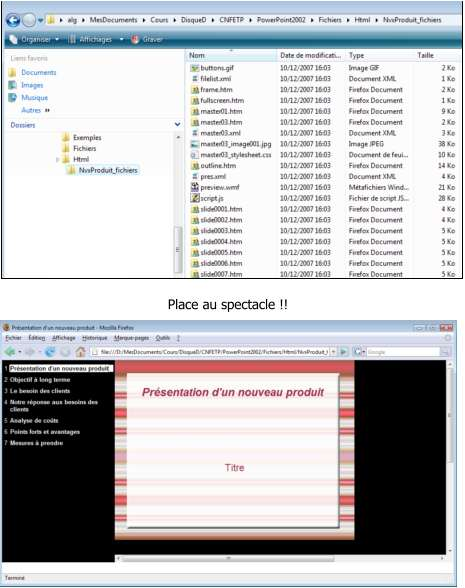 alg ▸ MesDocuments ▸ Cours ▸ DisqueD ▸ CNFETP ▸ PowerPoint2002 ▸ Fichiers ▸ Html ▸ NvxProduit_fichiers
Organiser Affichages Graver
Liens favoris
Documents
Images
Musique
Autres »
Dossiers
Exemples
Fichiers
Html
NvxProduit_fichiers
Nom Date de modificati... Type Taille
buttons.gif 10/12/2007 16:03 Image GIF 2 Ko
filelist.xml 10/12/2007 16:03 Document XML 1 Ko
frame.htm 10/12/2007 16:03 Firefox Document 2 Ko
fullscreen.htm 10/12/2007 16:03 Firefox Document 1 Ko
master01.htm 10/12/2007 16:03 Firefox Document 9 Ko
master03.htm 10/12/2007 16:03 Firefox Document 2 Ko
master03.xml 10/12/2007 16:03 Document XML 3 Ko
master03_image001.jpg 10/12/2007 16:03 Image JPEG 38 Ko
master03_stylesheet.css 10/12/2007 16:03 Document de feui... 10 Ko
outline.htm 10/12/2007 16:03 Firefox Document 14 Ko
pres.xml 10/12/2007 16:03 Document XML 4 Ko
preview.wmf 10/12/2007 16:03 Métafichiers Wind... 21 Ko
script.js 10/12/2007 16:03 Fichier de script JS... 28 Ko
slide0001.htm 10/12/2007 16:03 Firefox Document 4 Ko
slide0002.htm 10/12/2007 16:03 Firefox Document 4 Ko
slide0003.htm 10/12/2007 16:03 Firefox Document 5 Ko
slide0004.htm 10/12/2007 16:03 Firefox Document 5 Ko
slide0005.htm 10/12/2007 16:03 Firefox Document 5 Ko
slide0006.htm 10/12/2007 16:03 Firefox Document 5 Ko
slide0007.htm 10/12/2007 16:03 Firefox Document 5 Ko
Place au spectacle !!
Présentation d'un nouveau produit - Mozilla Firefox
Fichier Édition Affichage Historique Marque-pages Outils ?
file:///D:/MesDocuments/Cours/DisqueD/CNFETP/PowerPoint2002/Fichiers/Html/NvxProduit_f
Google
1 Présentation d'un nouveau produit
2 Objectif à long terme
3 Le besoin des clients
4 Notre réponse aux besoins des
clients
5 Analyse de coûts
6 Points forts et avantages
7 Mesures à prendre
Présentation d'un nouveau produit
Titre
Terminé